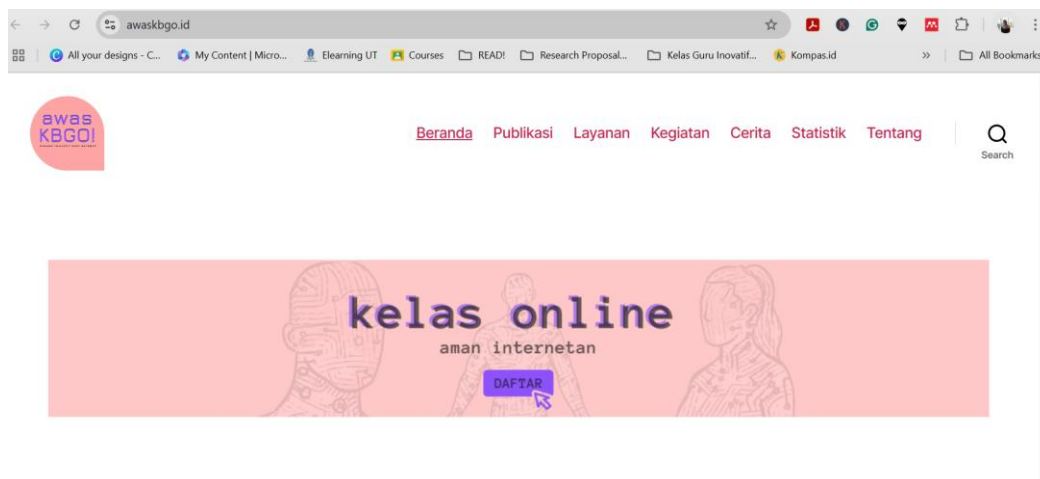 awaskbgo.id
All your designs - C...
My Content | Micro...
Elearning UT
Courses
READ!
Research Proposal...
Kelas Guru Inovatif...
Kompas.id
»
All Bookmarks
awas
KBGO!
Beranda
Publikasi
Layanan
Kegiatan
Cerita
Statistik
Tentang
Search
kelas online
aman internetan
DAFTAR